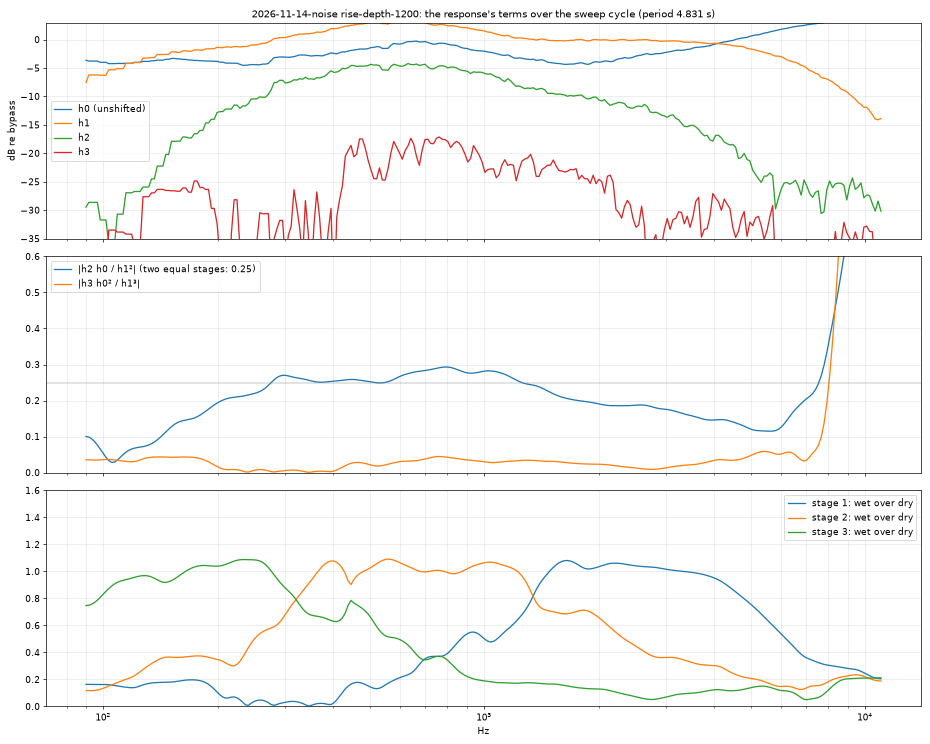 2026-11-14-noise rise-depth-1200: the response's terms over the sweep cycle (period 4.831 s)
dB re bypass
0
−5
−10
−15
−20
−25
−30
−35
h0 (unshifted)
h1
h2
h3
0.6
0.5
0.4
0.3
0.2
0.1
0.0
|h2 h0 / h1²| (two equal stages: 0.25)
|h3 h0² / h1³|
1.6
1.4
1.2
1.0
0.8
0.6
0.4
0.2
0.0
stage 1: wet over dry
stage 2: wet over dry
stage 3: wet over dry
10² 10³ 10⁴
Hz